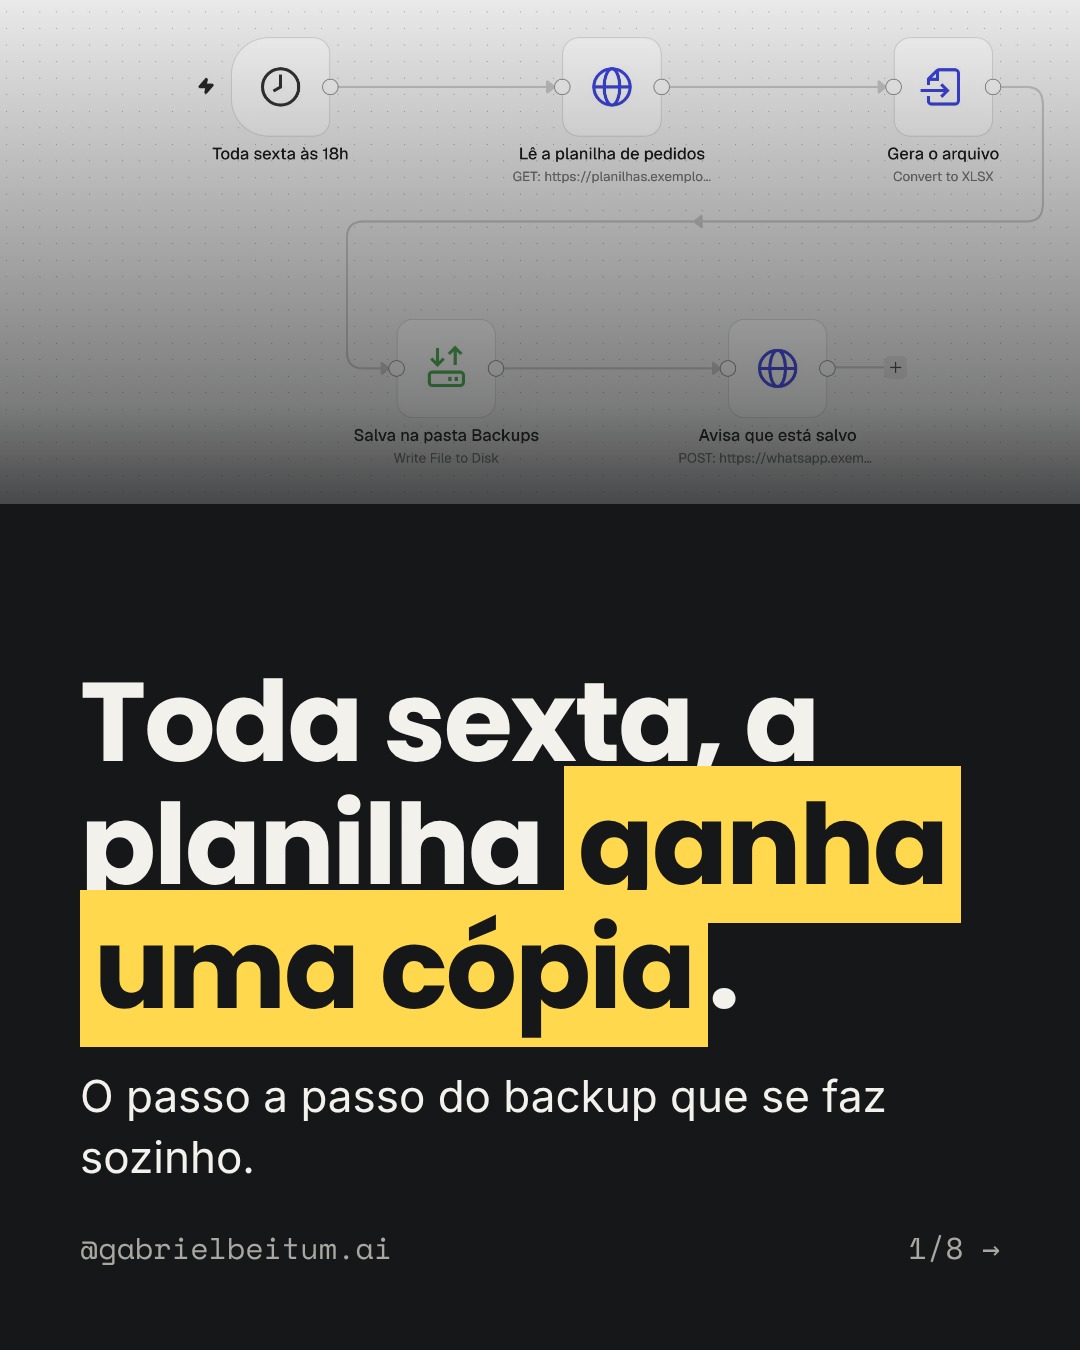 Toda sexta às 18h
Lê a planilha de pedidos
GET: https://planilhas.exemplo...
Gera o arquivo
Convert to XLSX
Salva na pasta Backups
Write File to Disk
Avisa que está salvo
POST: https://whatsapp.exem...
Toda sexta, a
planilha ganha
uma cópia.
O passo a passo do backup que se faz
sozinho.
@gabrielbeitum.ai
1/8 →